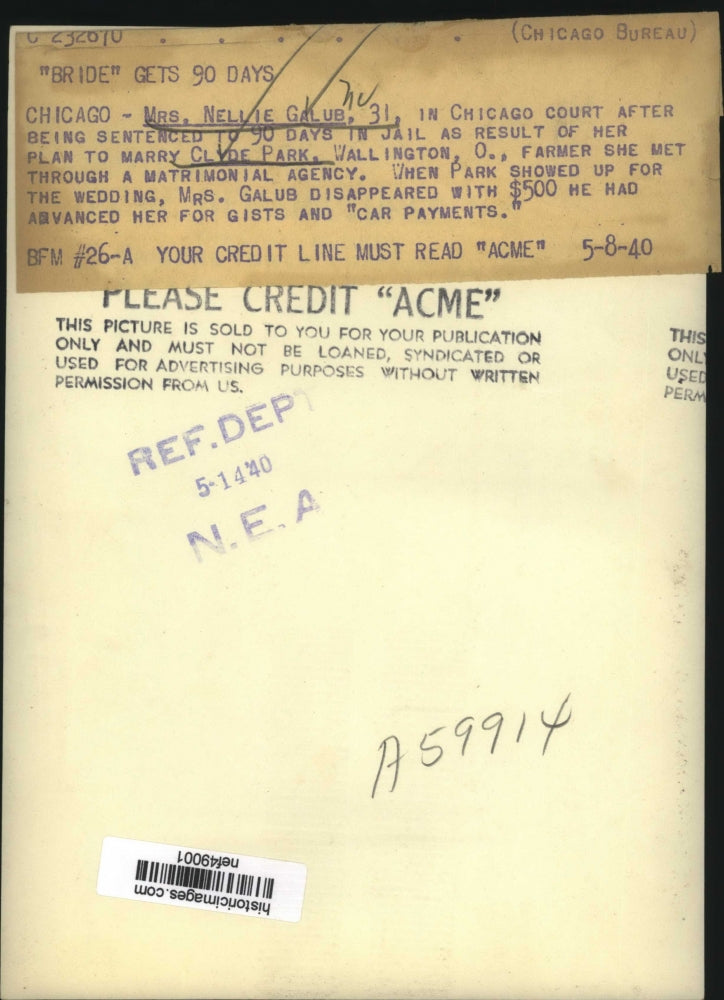 C 232670 (CHICAGO BUREAU)
"BRIDE" GETS 90 DAYS
CHICAGO - MRS. NELLIE GALUB, 31, IN CHICAGO COURT AFTER
BEING SENTENCED TO 90 DAYS IN JAIL AS RESULT OF HER
PLAN TO MARRY CLYDE PARK, WALLINGTON, O., FARMER SHE MET
THROUGH A MATRIMONIAL AGENCY. WHEN PARK SHOWED UP FOR
THE WEDDING, MRS. GALUB DISAPPEARED WITH $500 HE HAD
ADVANCED HER FOR GISTS AND "CAR PAYMENTS."
BFM #26-A YOUR CREDIT LINE MUST READ "ACME" 5-8-40
PLEASE CREDIT "ACME"
THIS PICTURE IS SOLD TO YOU FOR YOUR PUBLICATION
ONLY AND MUST NOT BE LOANED, SYNDICATED OR
USED FOR ADVERTISING PURPOSES WITHOUT WRITTEN
PERMISSION FROM US.
THIS
ONLY
USED
PERM
REF. DEPT
5-14-40
N. E. A
A59914
nef49001
historicimages.com